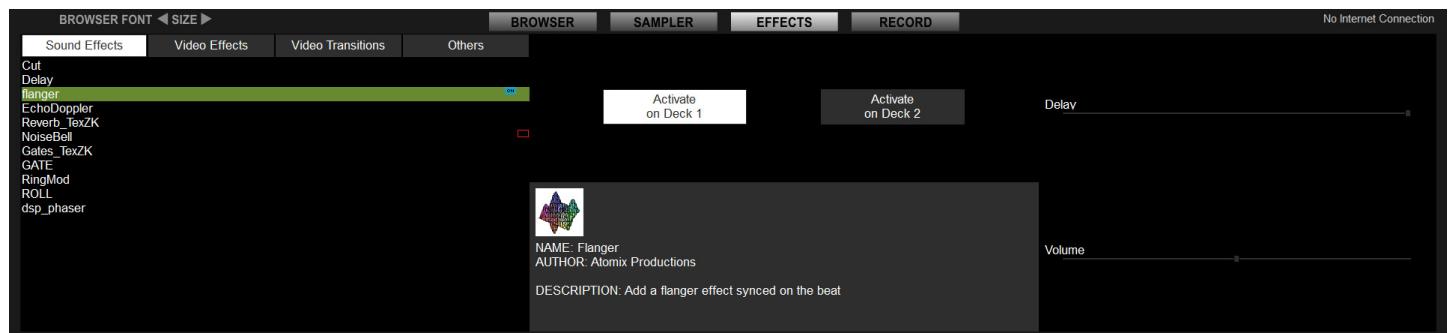 BROWSER FONT ◀ SIZE ▶
BROWSER SAMPLER EFFECTS RECORD
No Internet Connection
Sound Effects Video Effects Video Transitions Others
Cut
Delay
flanger ON
EchoDoppler
Reverb_TexZK
NoiseBell
Gates_TexZK
GATE
RingMod
ROLL
dsp_phaser
Activate
on Deck 1
Activate
on Deck 2
Delay
NAME: Flanger
AUTHOR: Atomix Productions
DESCRIPTION: Add a flanger effect synced on the beat
Volume